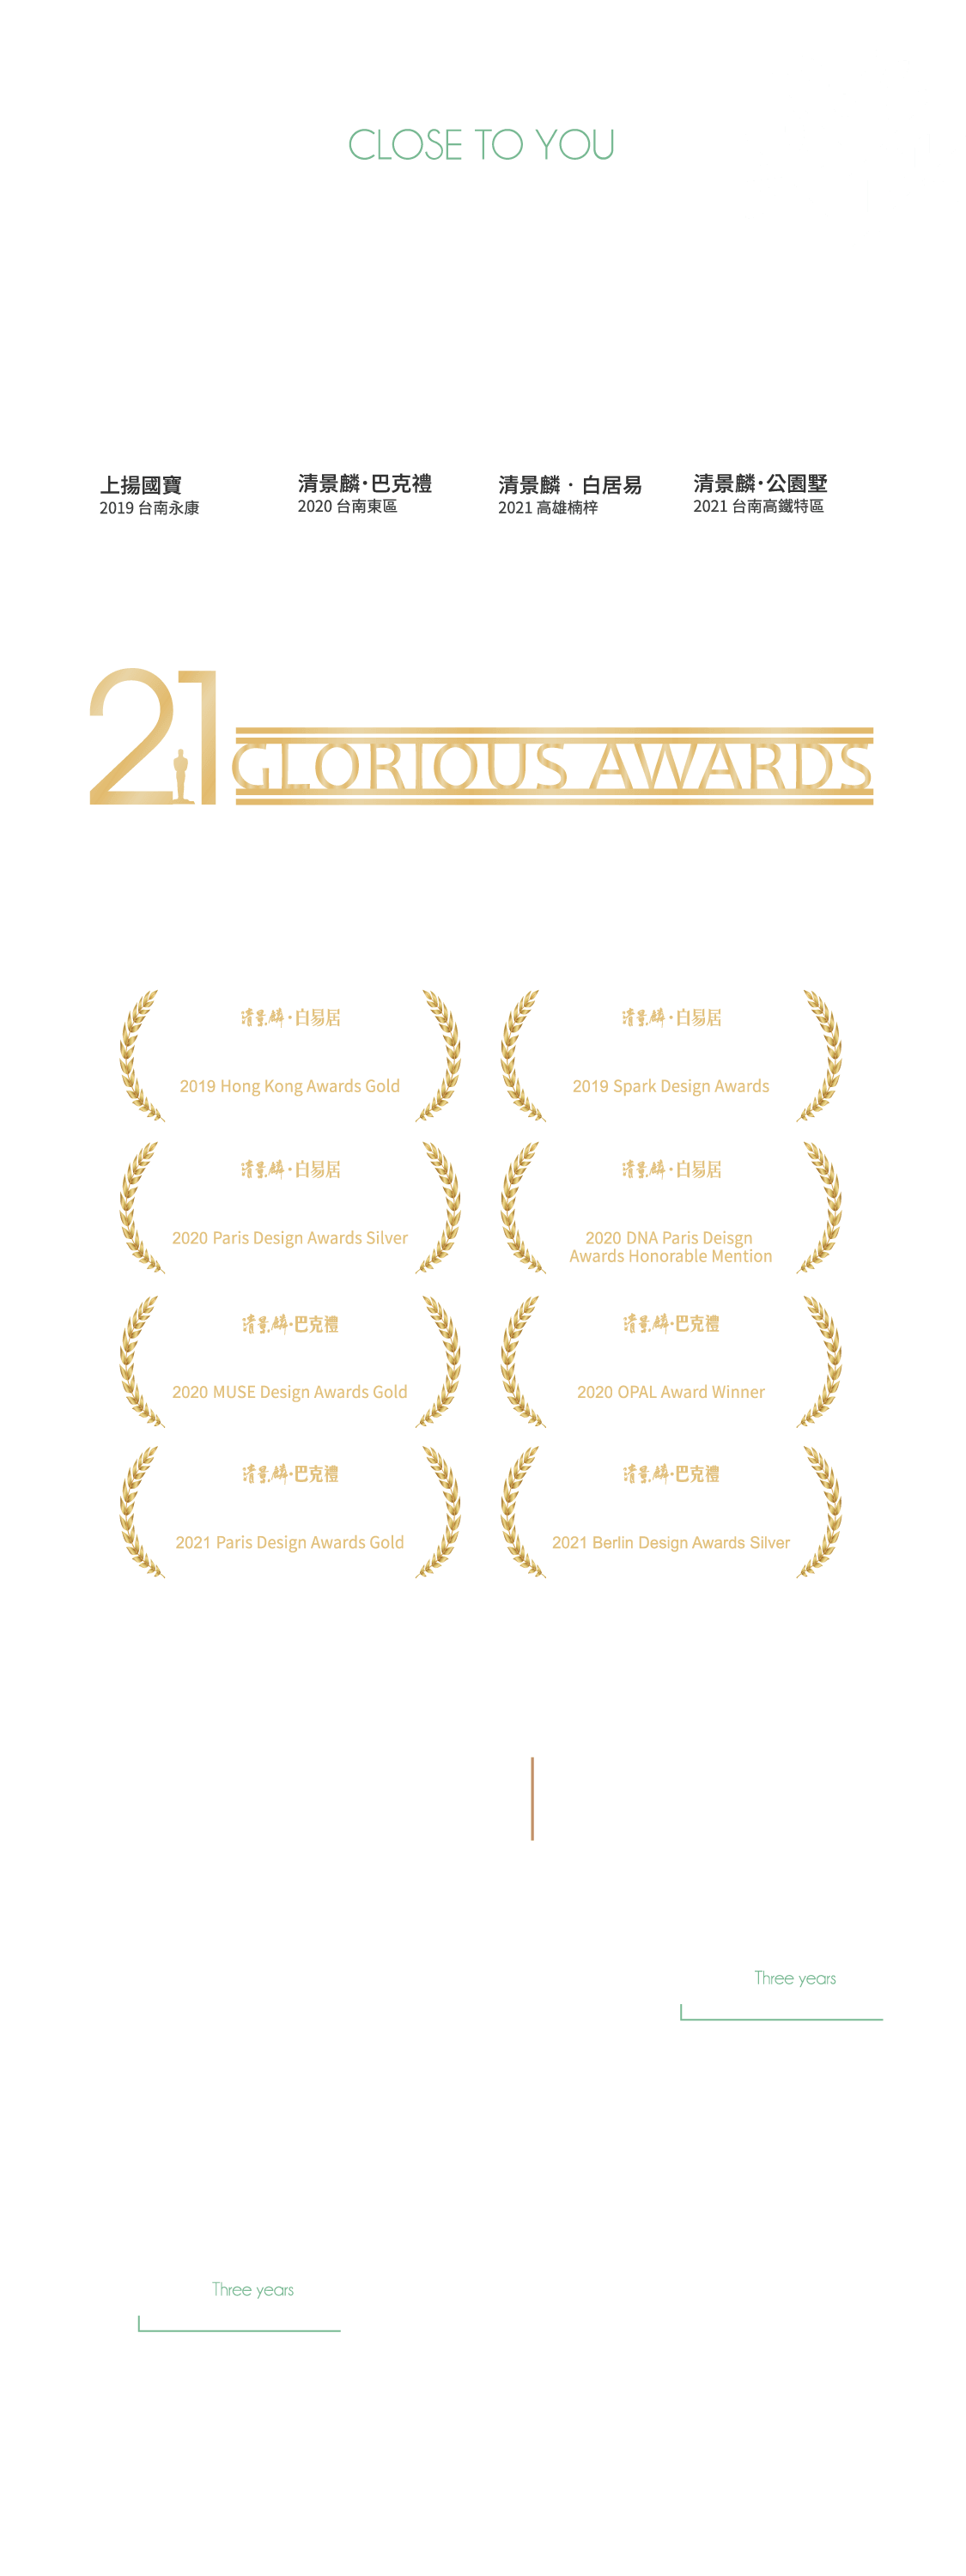 CLOSE TO YOU
上揚國寶
2019 台南永康
清景麟·巴克禮
2020 台南東區
清景麟·白居易
2021 高雄楠梓
清景麟·公園墅
2021 台南高鐵特區
21 GLORIOUS AWARDS
清景麟·白易居
2019 Hong Kong Awards Gold
清景麟·白易居
2019 Spark Design Awards
清景麟·白易居
2020 Paris Design Awards Silver
清景麟·白易居
2020 DNA Paris Deisgn
Awards Honorable Mention
清景麟·巴克禮
2020 MUSE Design Awards Gold
清景麟·巴克禮
2020 OPAL Award Winner
清景麟·巴克禮
2021 Paris Design Awards Gold
清景麟·巴克禮
2021 Berlin Design Awards Silver
Three years
Three years